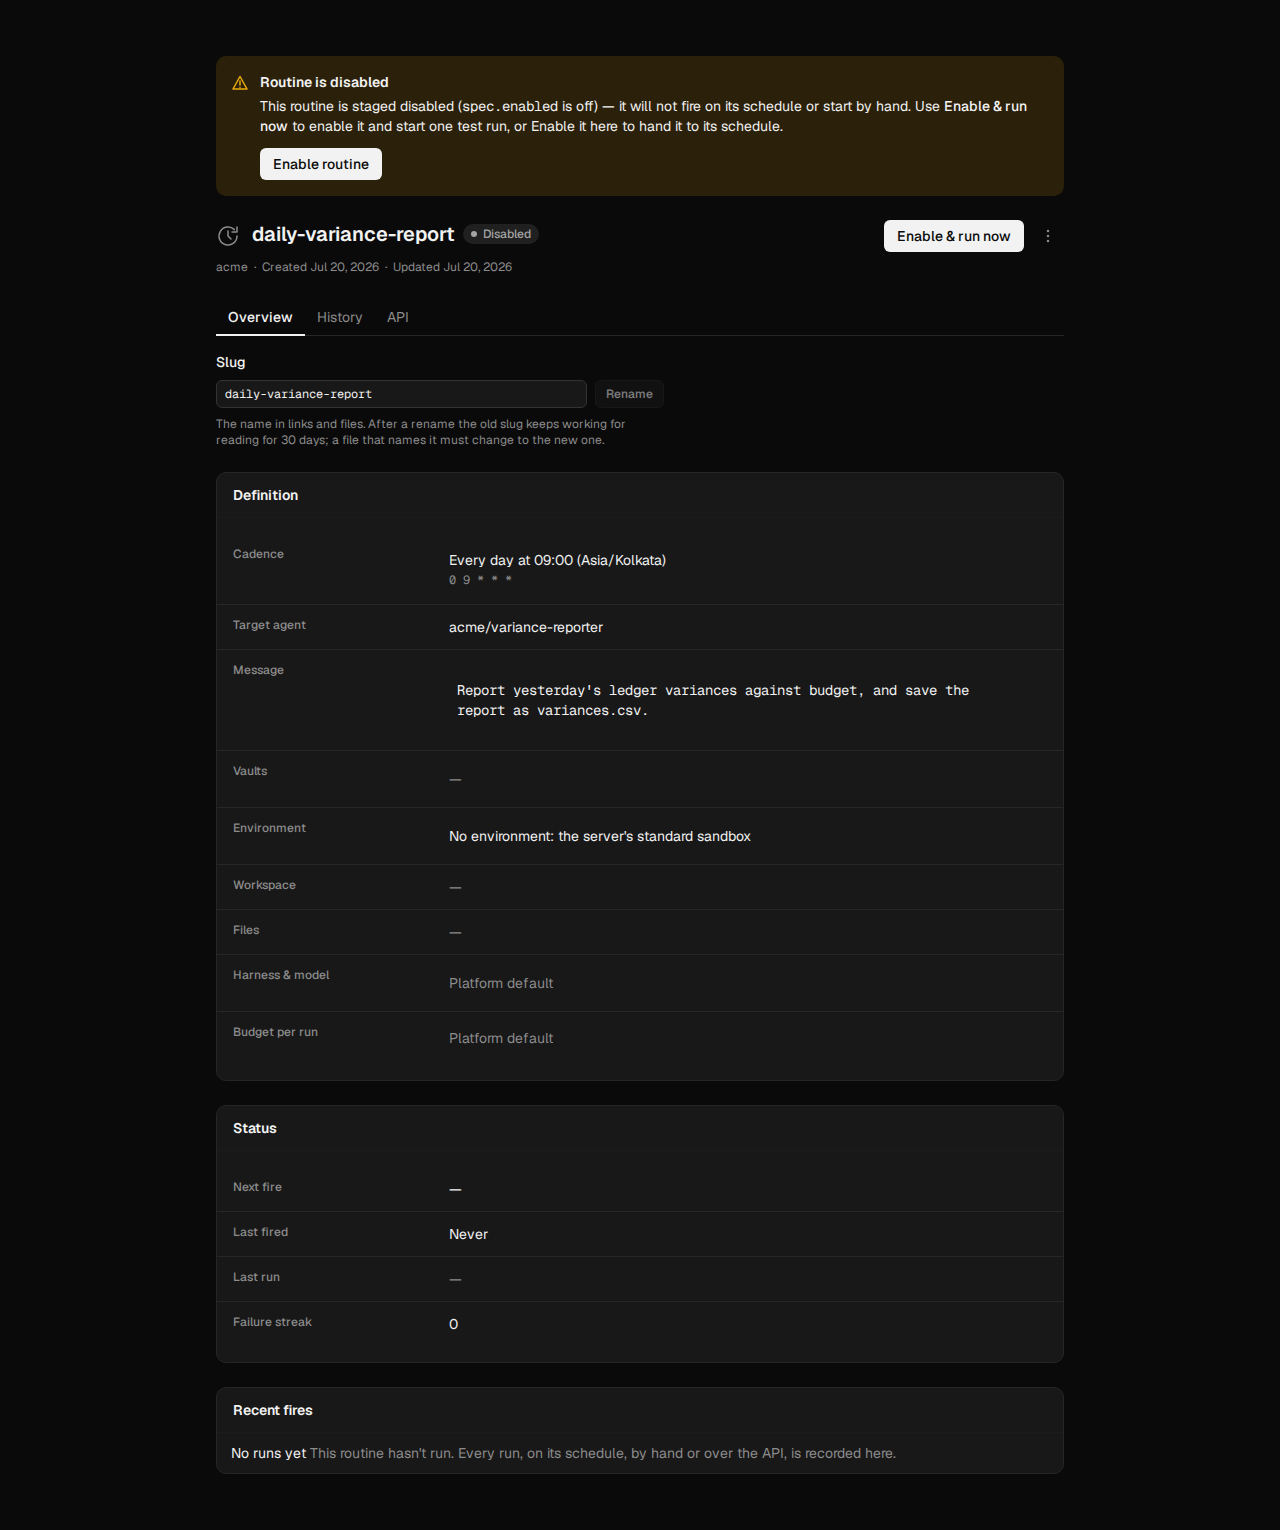 Routine is disabled
This routine is staged disabled (spec.enabled is off) — it will not fire on its schedule or start by hand. Use Enable & run
now to enable it and start one test run, or Enable it here to hand it to its schedule.
Enable routine
daily-variance-report
Disabled
Enable & run now
acme · Created Jul 20, 2026 · Updated Jul 20, 2026
Overview History API
Slug
daily-variance-report
Rename
The name in links and files. After a rename the old slug keeps working for
reading for 30 days; a file that names it must change to the new one.
Definition
Cadence
Every day at 09:00 (Asia/Kolkata)
0 9 * * *
Target agent
acme/variance-reporter
Message
Report yesterday's ledger variances against budget, and save the
report as variances.csv.
Vaults
—
Environment
No environment: the server's standard sandbox
Workspace
—
Files
—
Harness & model
Platform default
Budget per run
Platform default
Status
Next fire
—
Last fired
Never
Last run
—
Failure streak
0
Recent fires
No runs yet This routine hasn't run. Every run, on its schedule, by hand or over the API, is recorded here.